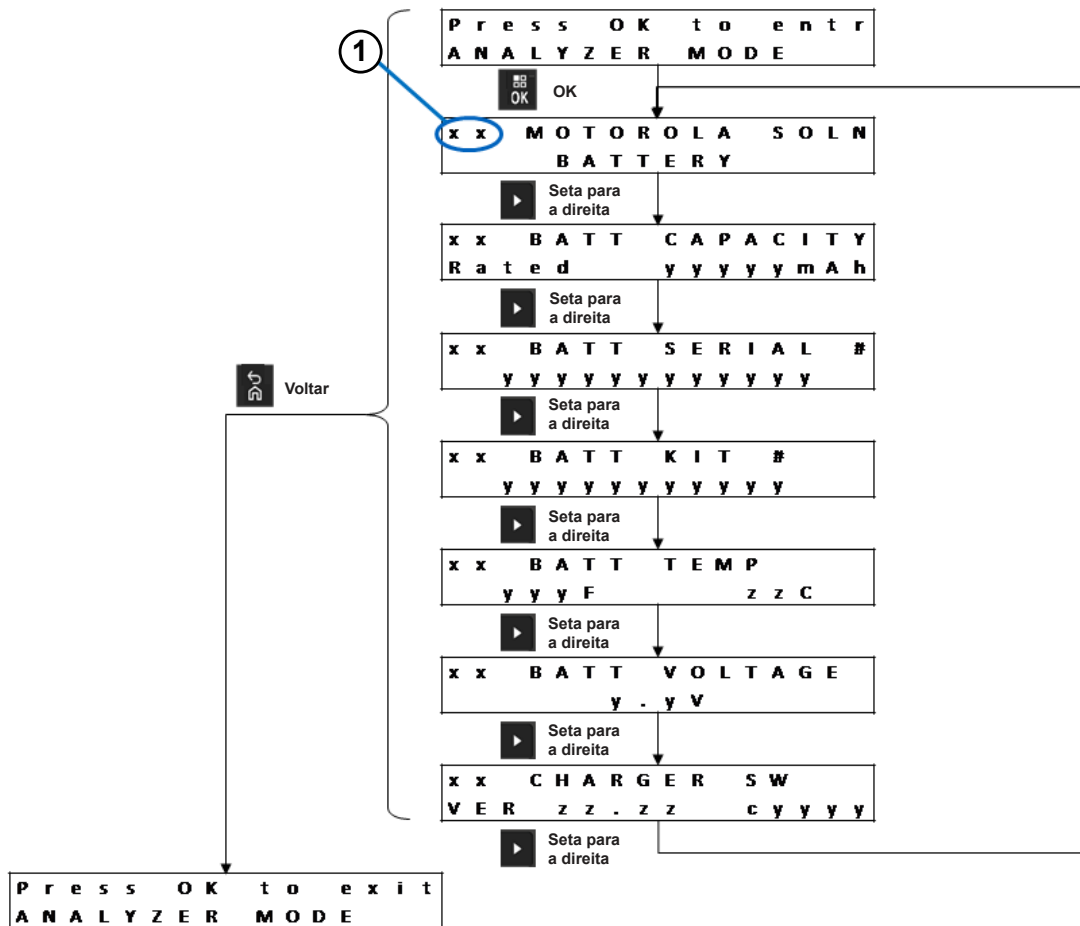 Press OK to entr
ANALYZER MODE
1
OK
OK
xx MOTOROLA SOLN
BATTERY
Seta para
a direita
xx BATT CAPACITY
Rated yyyyymAh
Seta para
a direita
xx BATT SERIAL #
yyyyyyyyyyyy
Seta para
a direita
Voltar
xx BATT KIT #
yyyyyyyyyyy
Seta para
a direita
xx BATT TEMP
yyyF zzC
Seta para
a direita
xx BATT VOLTAGE
y.yV
Seta para
a direita
xx CHARGER SW
VER zz.zz cyyyy
Seta para
a direita
Press OK to exit
ANALYZER MODE